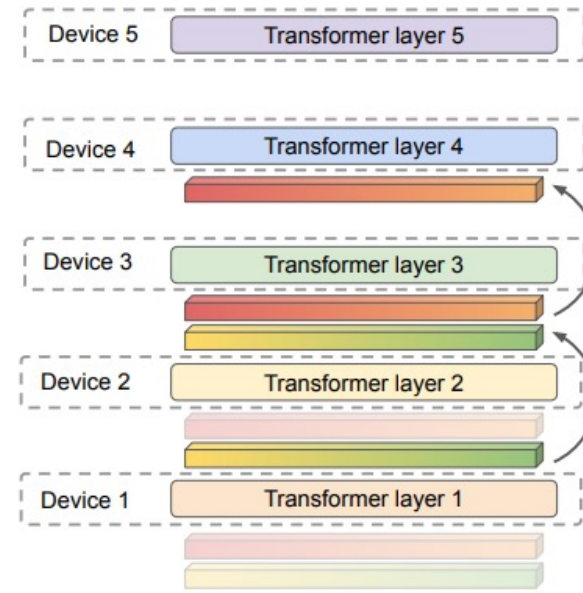 Device 5 Transformer layer 5
Device 4 Transformer layer 4
Device 3 Transformer layer 3
Device 2 Transformer layer 2
Device 1 Transformer layer 1